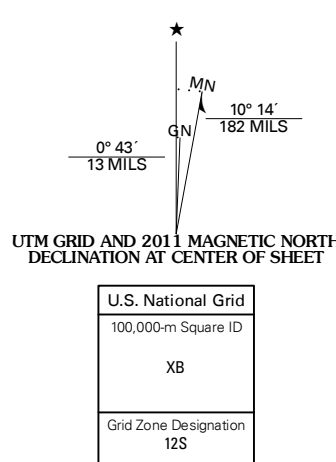 ★
MN
GN
10° 14´
182 MILS
0° 43´
13 MILS
UTM GRID AND 2011 MAGNETIC NORTH
DECLINATION AT CENTER OF SHEET
U.S. National Grid
100,000-m Square ID
XB
Grid Zone Designation
12S